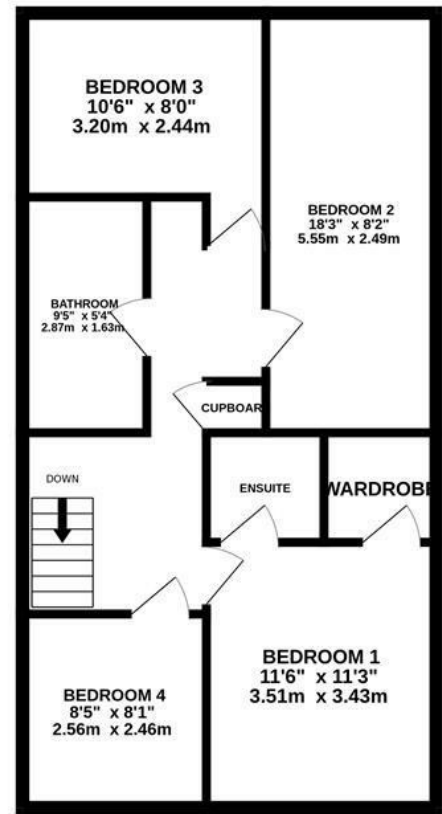 BEDROOM 3
10'6" x 8'0"
3.20m x 2.44m
BEDROOM 2
18'3" x 8'2"
5.55m x 2.49m
BATHROOM
9'5" x 5'4"
2.87m x 1.63m
CUPBOAR
DOWN
ENSUITE
WARDROBE
BEDROOM 1
11'6" x 11'3"
3.51m x 3.43m
BEDROOM 4
8'5" x 8'1"
2.56m x 2.46m